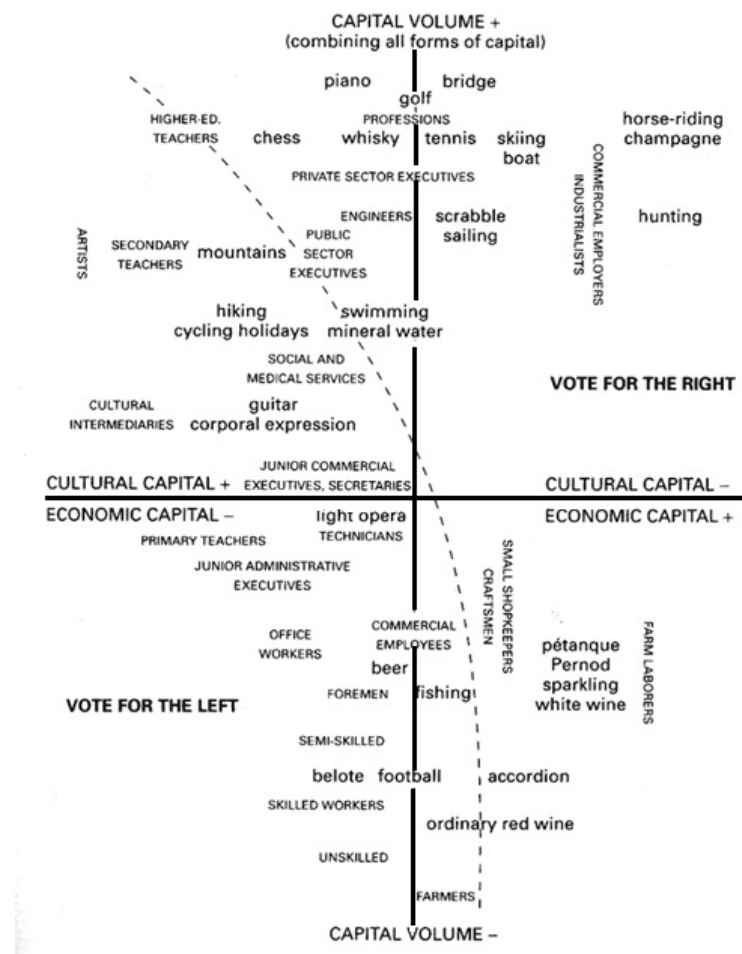 CAPITAL VOLUME +
(combining all forms of capital)
piano
bridge
golf
PROFESSIONS
HIGHER-ED.
TEACHERS
chess
whisky
tennis
skiing
boat
horse-riding
champagne
PRIVATE SECTOR EXECUTIVES
COMMERCIAL EMPLOYERS
INDUSTRIALISTS
ENGINEERS
scrabble
sailing
hunting
ARTISTS
SECONDARY
TEACHERS
mountains
PUBLIC
SECTOR
EXECUTIVES
hiking
cycling holidays
swimming
mineral water
SOCIAL AND
MEDICAL SERVICES
VOTE FOR THE RIGHT
CULTURAL
INTERMEDIARIES
guitar
corporal expression
JUNIOR COMMERCIAL
EXECUTIVES, SECRETARIES
CULTURAL CAPITAL +
CULTURAL CAPITAL –
ECONOMIC CAPITAL –
ECONOMIC CAPITAL +
light opera
TECHNICIANS
PRIMARY TEACHERS
JUNIOR ADMINISTRATIVE
EXECUTIVES
SMALL SHOPKEEPERS
CRAFTSMEN
OFFICE
WORKERS
COMMERCIAL
EMPLOYEES
beer
pétanque
Pernod
sparkling
white wine
FARM LABORERS
VOTE FOR THE LEFT
FOREMEN
fishing
SEMI-SKILLED
belote
football
accordion
SKILLED WORKERS
ordinary red wine
UNSKILLED
FARMERS
CAPITAL VOLUME –